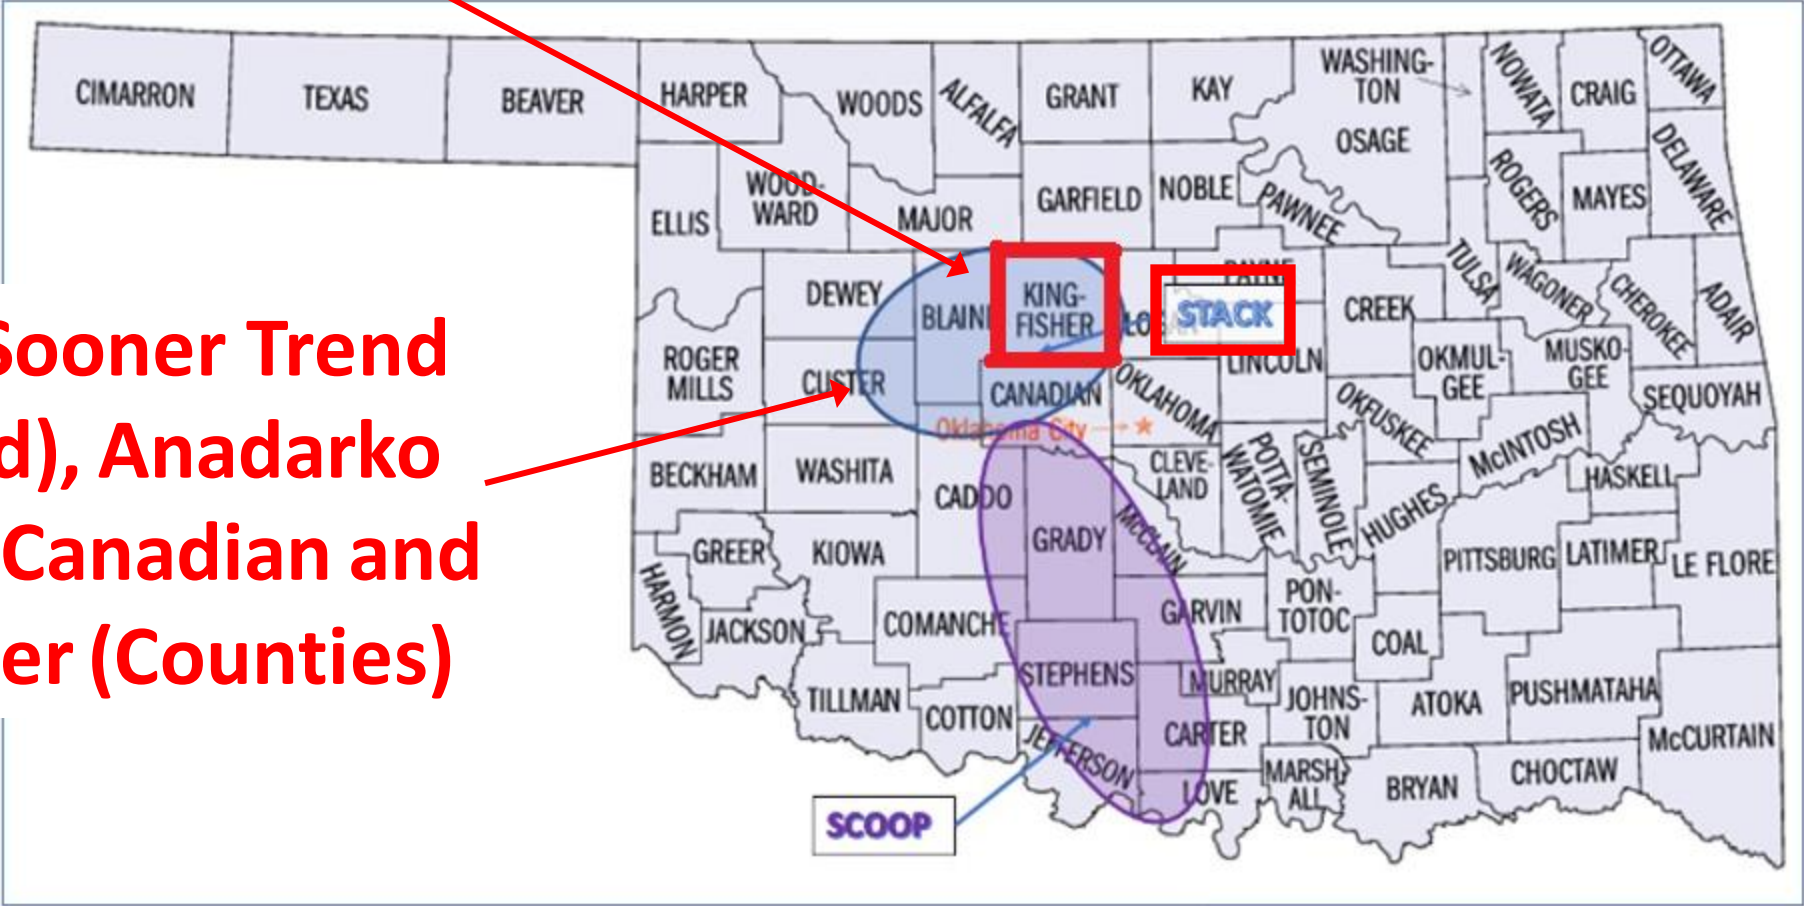 CIMARRON
TEXAS
BEAVER
HARPER
WOODS
ALFALFA
GRANT
KAY
WASHING-
TON
OSAGE
NOWATA
CRAIG
OTTAWA
ELLIS
WOOD-
WARD
MAJOR
GARFIELD
NOBLE
PAWNEE
ROGERS
MAYES
DELAWARE
DEWEY
BLAIN
KING-
FISHER
PAYNE
STACK
CREEK
TULSA
WAGONER
CHEROKEE
ADAIR
Sooner Trend
d), Anadarko
Canadian and
er (Counties)
ROGER
MILLS
CUSTER
CANADIAN
OKLAHOMA
LINCOLN
OKMUL-
GEE
MUSKO-
GEE
SEQUOYAH
Oklahoma City
OKFUSKEE
McINTOSH
HASKELL
BECKHAM
WASHITA
CADDO
GRADY
McCLAIN
CLEVE-
LAND
POTTA-
WATOMIE
SEMINOLE
HUGHES
PITTSBURG
LATIMER
LE FLORE
GREER
KIOWA
HARMON
JACKSON
COMANCHE
GARVIN
PON-
TOTOC
COAL
TILLMAN
COTTON
STEPHENS
MURRAY
JOHNS-
TON
ATOKA
PUSHMATAHA
McCURTAIN
JEFFERSON
CARTER
LOVE
MARSH-
ALL
BRYAN
CHOCTAW
SCOOP